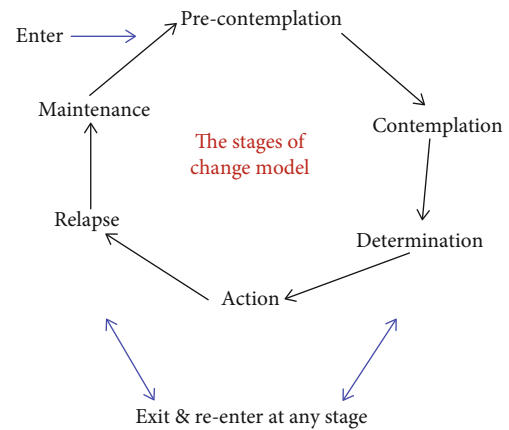 Pre-contemplation
Enter
Maintenance
Contemplation
The stages of
change model
Relapse
Determination
Action
Exit & re-enter at any stage